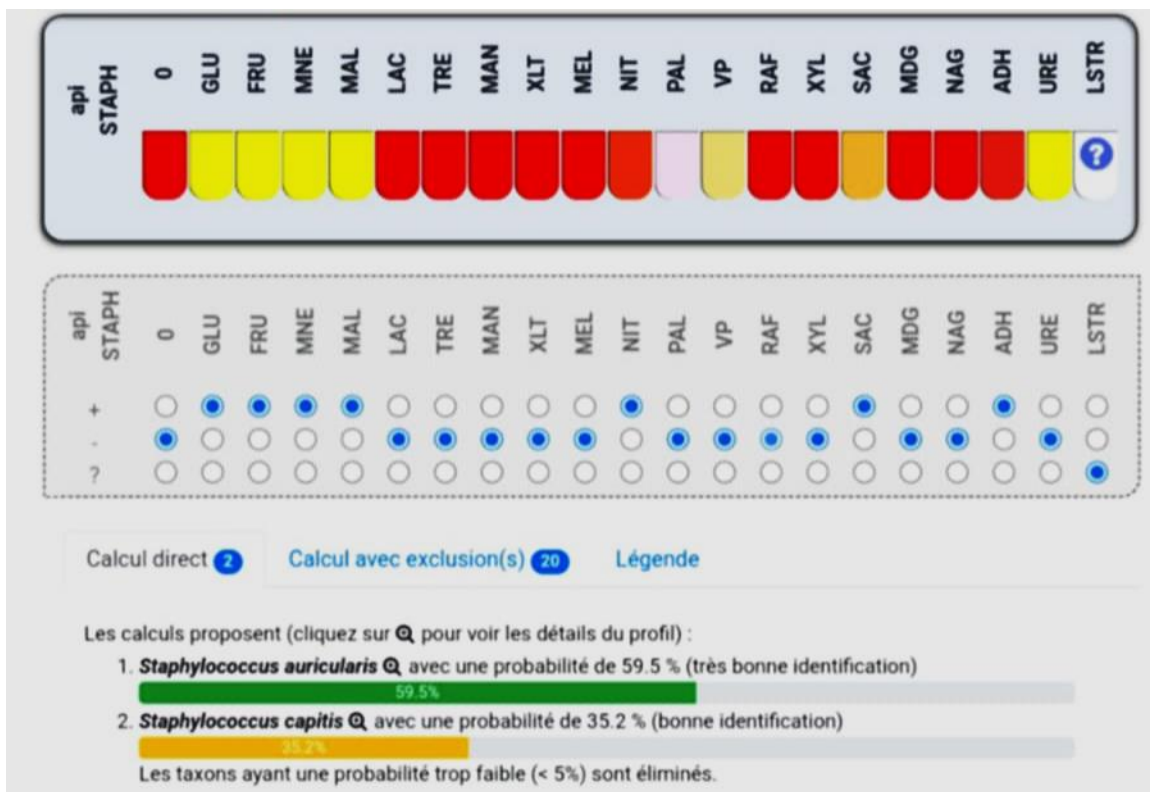 api STAPH 0 GLU FRU MNE MAL LAC TRE MAN XLT MEL NIT PAL VP RAF XYL SAC MDG NAG ADH URE LSTR
?
api STAPH 0 GLU FRU MNE MAL LAC TRE MAN XLT MEL NIT PAL VP RAF XYL SAC MDG NAG ADH URE LSTR
+
-
?
Calcul direct 2 Calcul avec exclusion(s) 20 Légende
Les calculs proposent (cliquez sur pour voir les détails du profil) :
1. Staphylococcus auricularis avec une probabilité de 59.5 % (très bonne identification)
59.5%
2. Staphylococcus capitis avec une probabilité de 35.2 % (bonne identification)
35.2%
Les taxons ayant une probabilité trop faible (< 5%) sont éliminés.